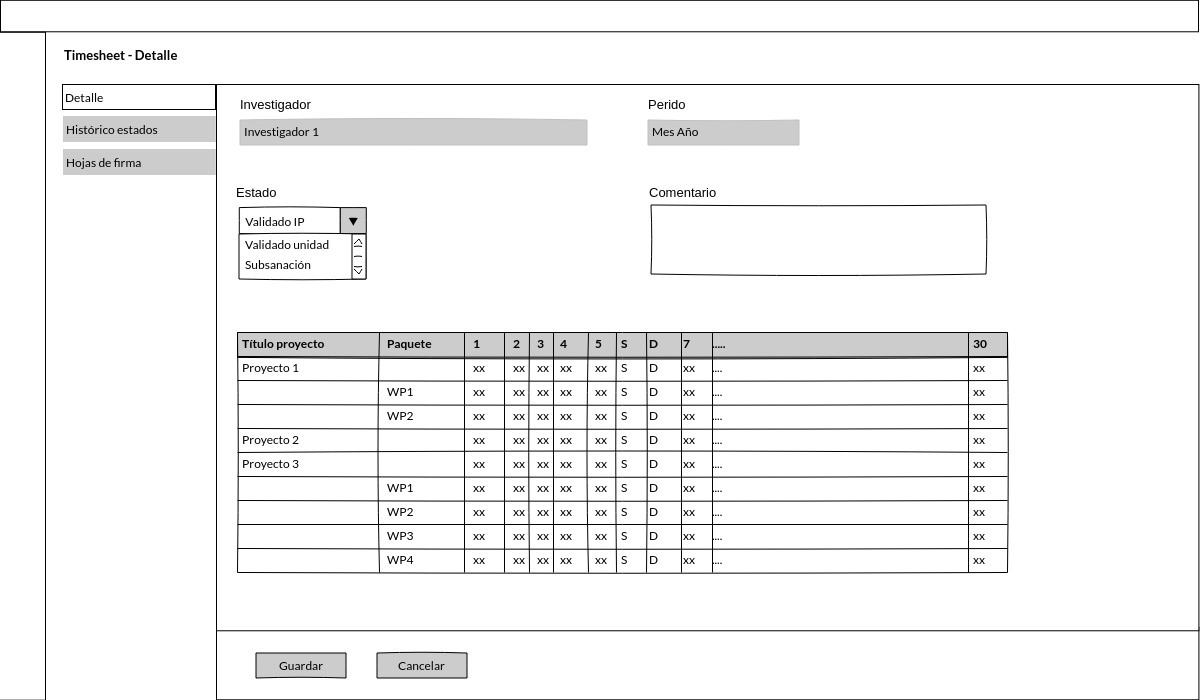 Timesheet - Detalle
Detalle
Histórico estados
Hojas de firma
Investigador Perido
Investigador 1 Mes Año
Estado Comentario
Validado IP ▼
Validado unidad
Subsanación
Título proyecto Paquete 1 2 3 4 5 S D 7 ..... 30
Proyecto 1 xx xx xx xx xx S D xx .... xx
WP1 xx xx xx xx xx S D xx .... xx
WP2 xx xx xx xx xx S D xx .... xx
Proyecto 2 xx xx xx xx xx S D xx .... xx
Proyecto 3 xx xx xx xx xx S D xx .... xx
WP1 xx xx xx xx xx S D xx .... xx
WP2 xx xx xx xx xx S D xx .... xx
WP3 xx xx xx xx xx S D xx .... xx
WP4 xx xx xx xx xx S D xx .... xx
Guardar Cancelar